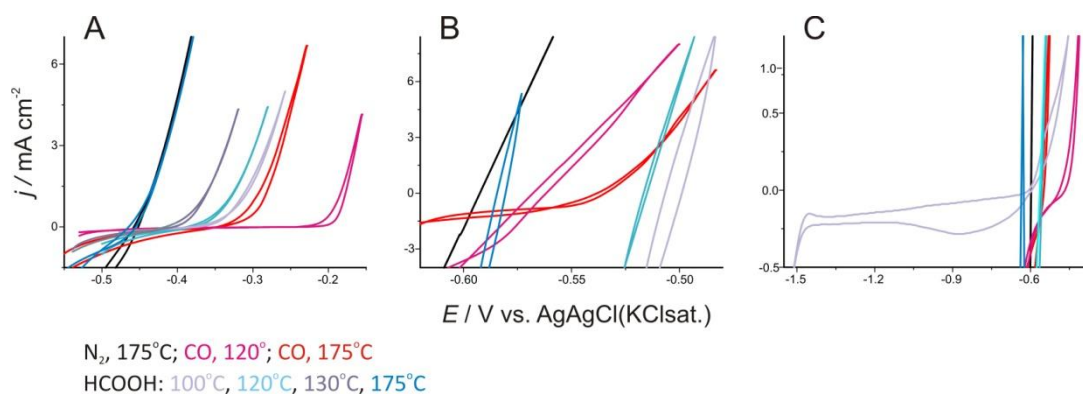 A B C
6
3
0
-0.5 -0.4 -0.3 -0.2
6
3
0
-3
-0.60 -0.55 -0.50
1.0
0.5
0.0
-0.5
-1.5 -1.2 -0.9 -0.6
j / mA cm⁻²
E / V vs. AgAgCl(KClsat.)
N₂, 175°C; CO, 120°; CO, 175°C
HCOOH: 100°C, 120°C, 130°C, 175°C